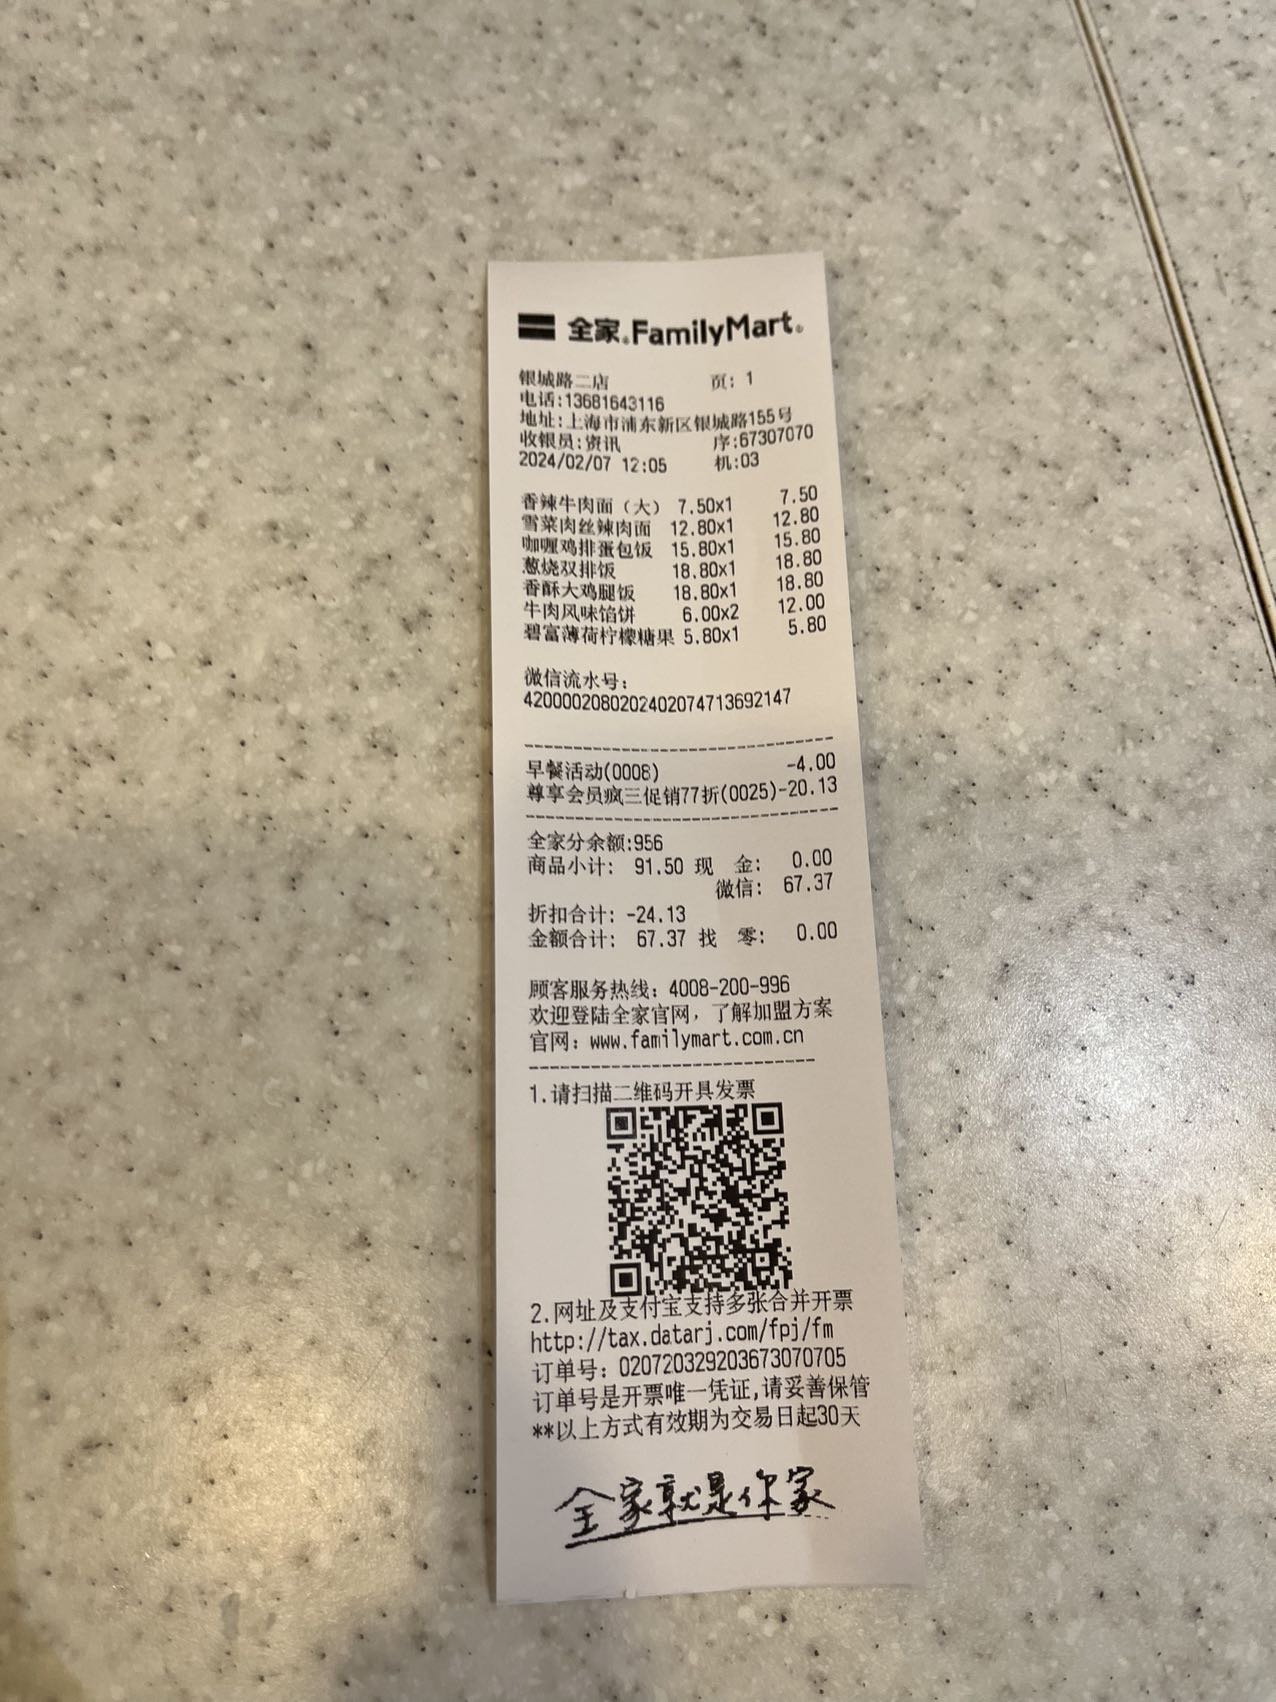 全家®FamilyMart®
银城路二店 页: 1
电话:13681643116
地址:上海市浦东新区银城路155号
收银员:资讯 序:67307070
2024/02/07 12:05 机:03
香辣牛肉面（大） 7.50x1 7.50
雪菜肉丝辣肉面 12.80x1 12.80
咖喱鸡排蛋包饭 15.80x1 15.80
葱烧双排饭 18.80x1 18.80
香酥大鸡腿饭 18.80x1 18.80
牛肉风味馅饼 6.00x2 12.00
碧富薄荷柠檬糖果 5.80x1 5.80
微信流水号:
4200002080202402074713692147
早餐活动(0008) -4.00
尊享会员疯三促销77折(0025)-20.13
全家分余额:956
商品小计: 91.50 现 金: 0.00
微信: 67.37
折扣合计: -24.13
金额合计: 67.37 找 零: 0.00
顾客服务热线: 4008-200-996
欢迎登陆全家官网，了解加盟方案
官网: www.familymart.com.cn
1.请扫描二维码开具发票
2.网址及支付宝支持多张合并开票
http://tax.datarj.com/fpj/fm
订单号: 020720329203673070705
订单号是开票唯一凭证,请妥善保管
**以上方式有效期为交易日起30天
全家就是你家